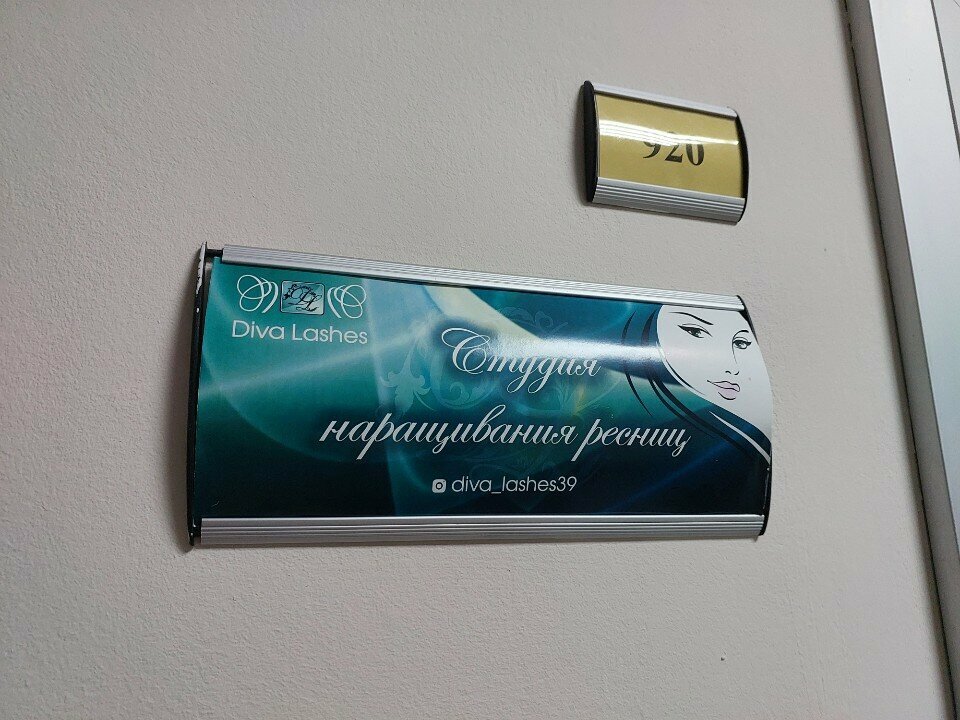 920
Diva Lashes
Студия
наращивания ресниц
diva_lashes39